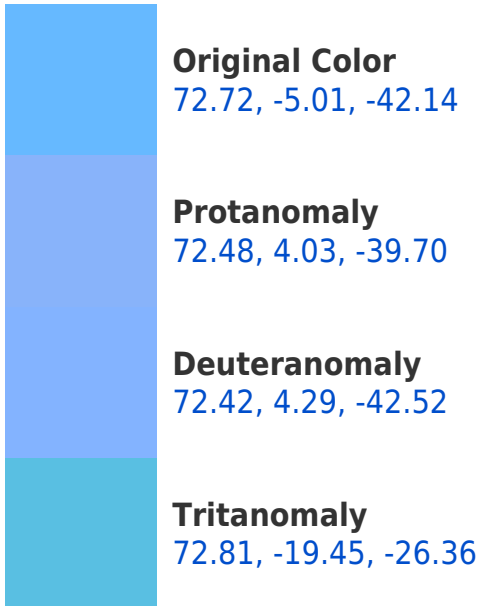 Original Color
72.72, -5.01, -42.14
Protanomaly
72.48, 4.03, -39.70
Deuteranomaly
72.42, 4.29, -42.52
Tritanomaly
72.81, -19.45, -26.36